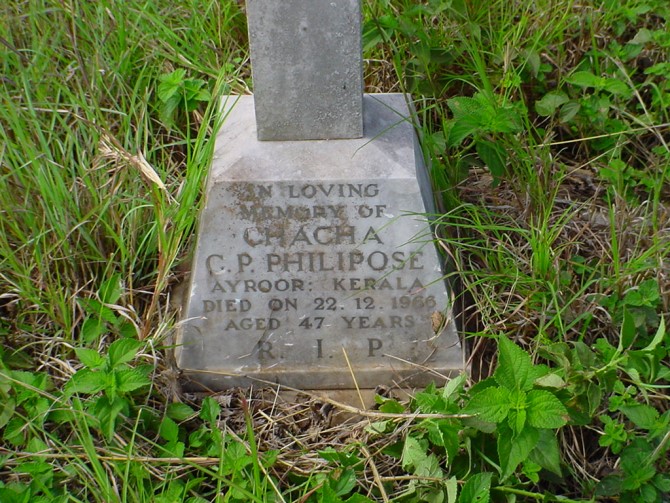 IN LOVING
MEMORY OF
CHACHA
C.P. PHILIPOSE
AYROOR: KERALA
DIED ON 22.12.1966
AGED 47 YEARS
R I P